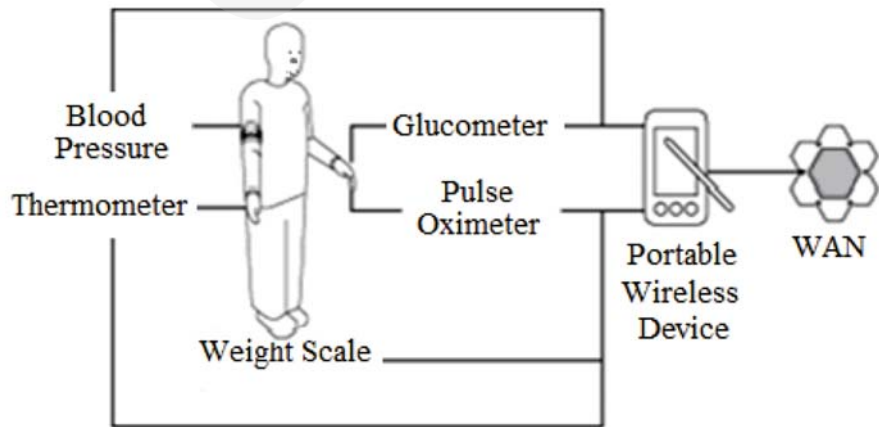 Blood
Pressure
Thermometer
Glucometer
Pulse
Oximeter
Weight Scale
Portable
Wireless
Device
WAN